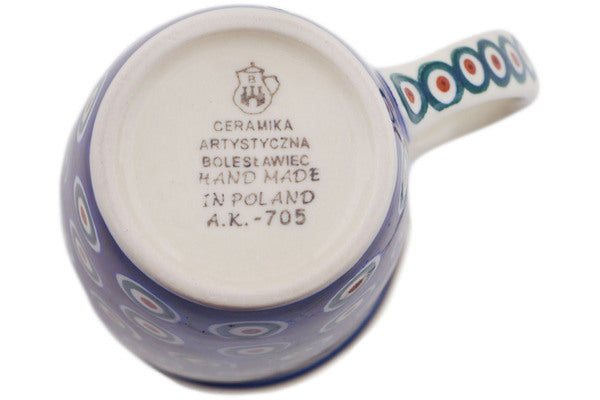 B
CERAMIKA
ARTYSTYCZNA
BOLESŁAWIEC
HAND MADE
IN POLAND
A.K.-705